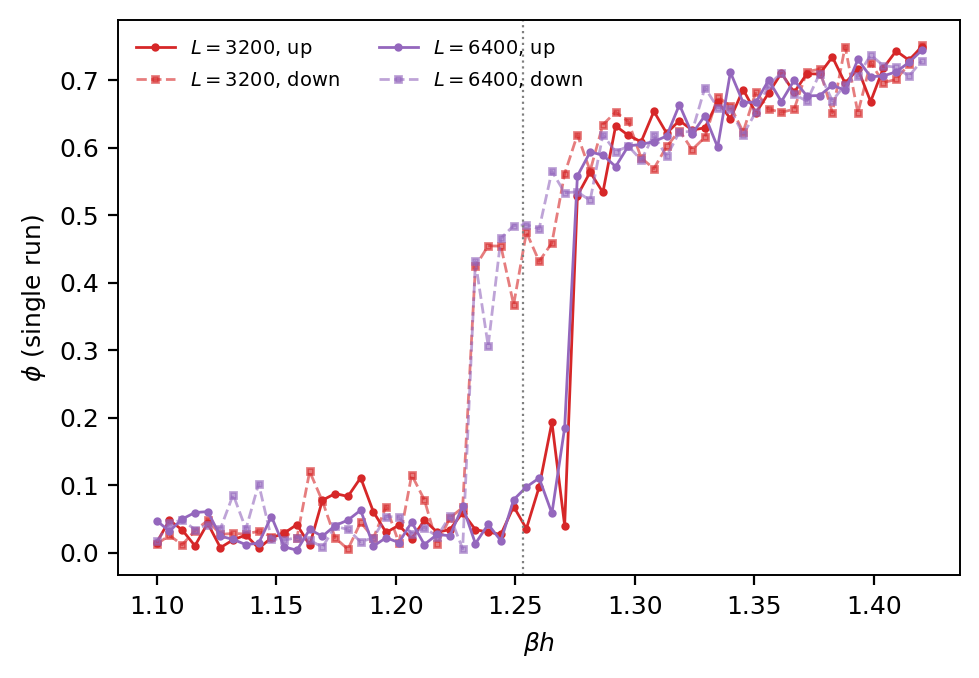 L = 3200, up
L = 3200, down
L = 6400, up
L = 6400, down
ϕ (single run)
0.7
0.6
0.5
0.4
0.3
0.2
0.1
0.0
1.10 1.15 1.20 1.25 1.30 1.35 1.40
βh